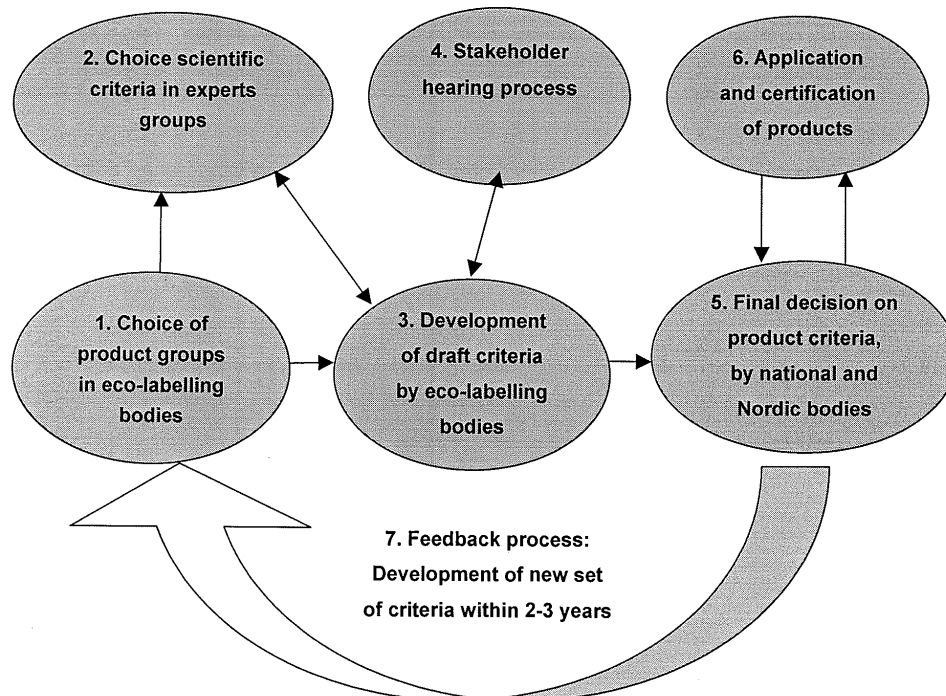 2. Choice scientific
criteria in experts
groups
4. Stakeholder
hearing process
6. Application
and certification
of products
1. Choice of
product groups
in eco-labelling
bodies
3. Development
of draft criteria
by eco-labelling
bodies
5. Final decision on
product criteria,
by national and
Nordic bodies
7. Feedback process:
Development of new set
of criteria within 2-3 years